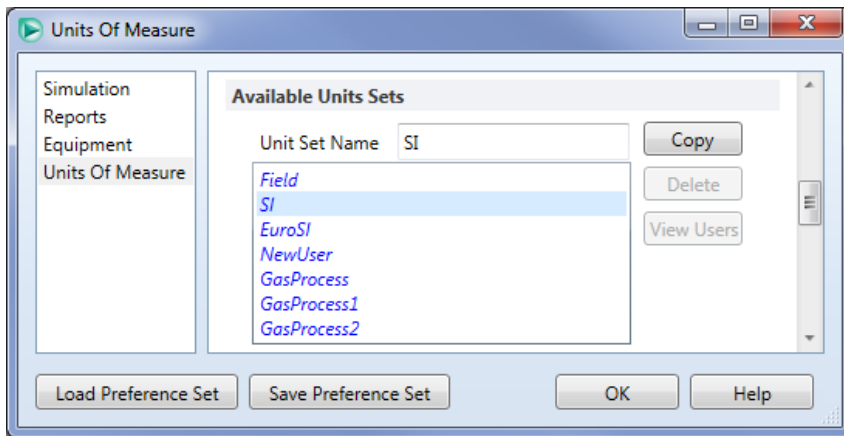 Units Of Measure
Simulation
Reports
Equipment
Units Of Measure
Available Units Sets
Unit Set Name SI Copy
Field
SI
EuroSI
NewUser
GasProcess
GasProcess1
GasProcess2
Delete
View Users
Load Preference Set Save Preference Set OK Help